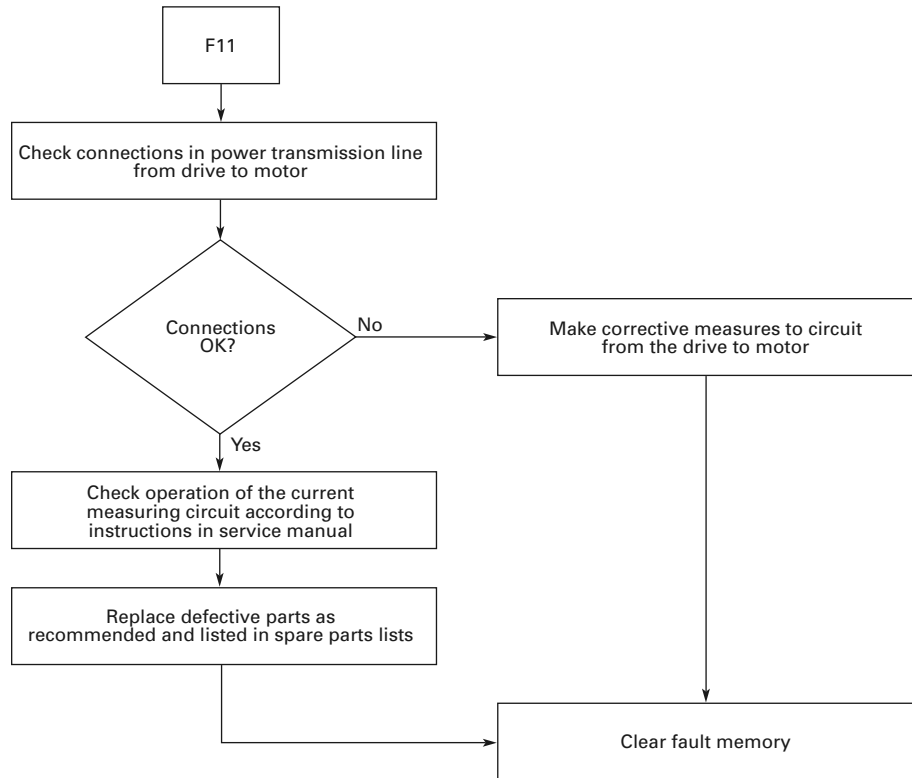 F11
Check connections in power transmission line
from drive to motor
Connections
OK?
No
Make corrective measures to circuit
from the drive to motor
Yes
Check operation of the current
measuring circuit according to
instructions in service manual
Replace defective parts as
recommended and listed in spare parts lists
Clear fault memory